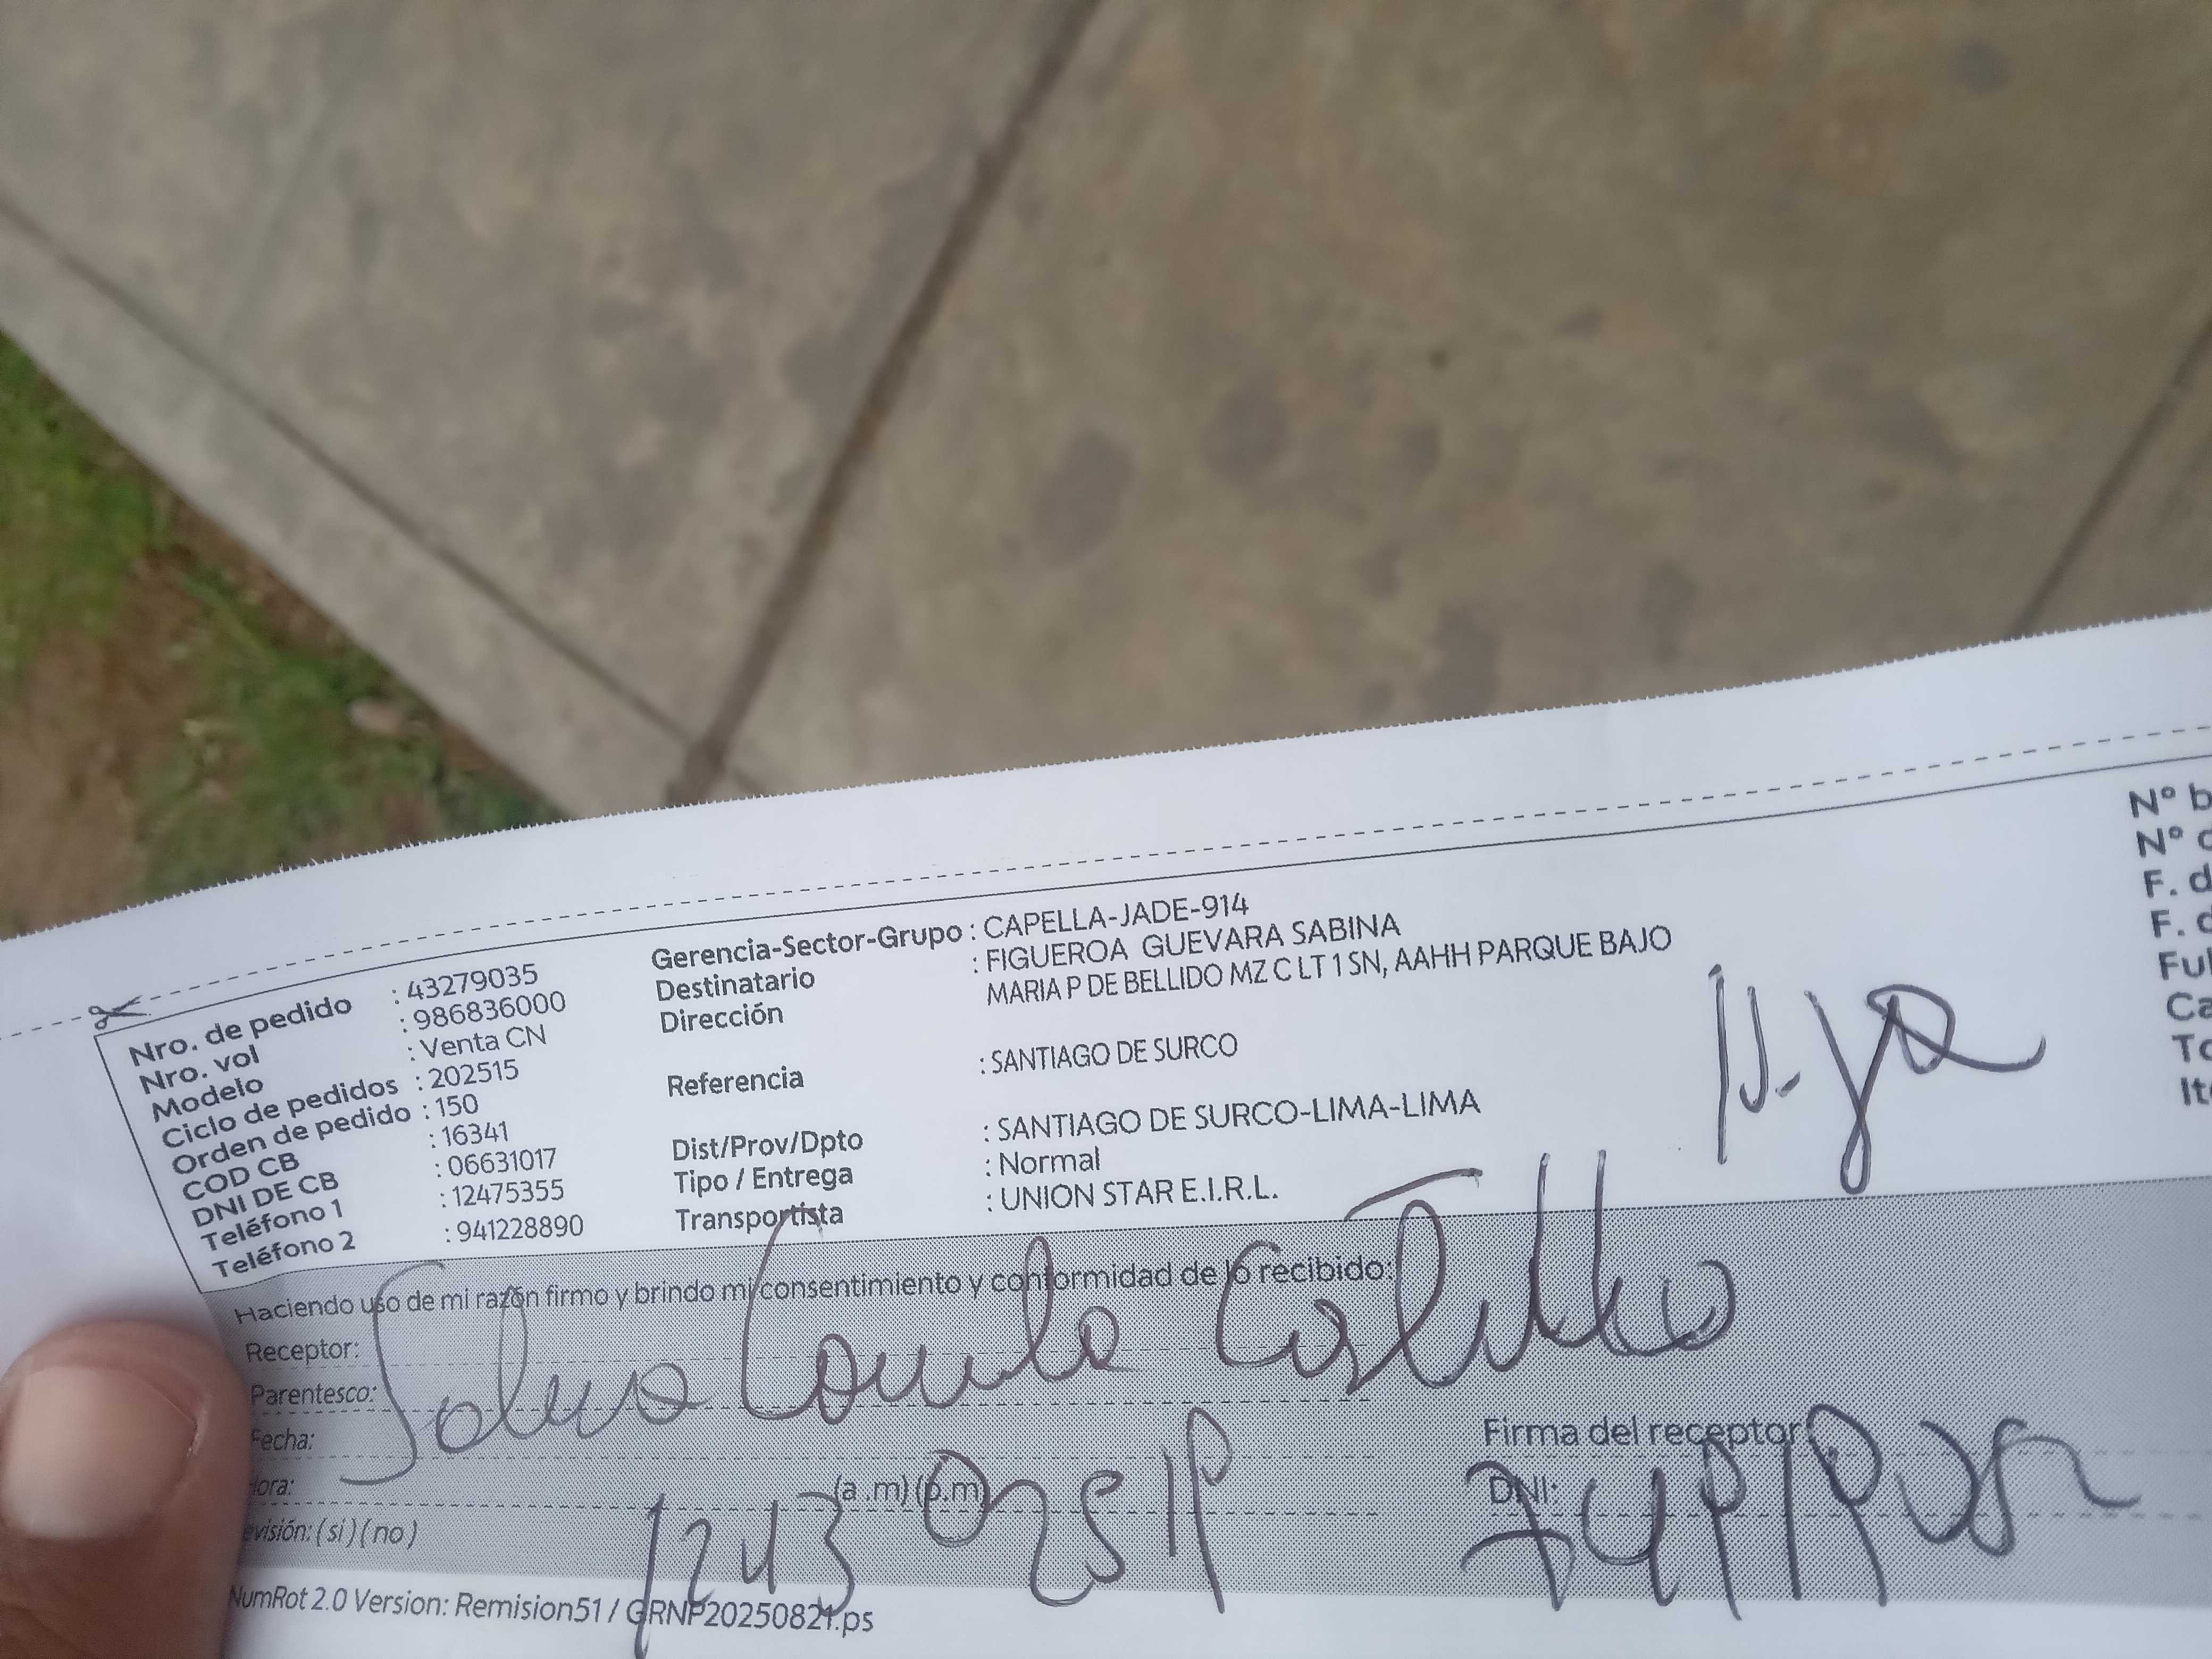 Nro. de pedido : 43279035
Nro. vol : 986836000
Modelo : Venta CN
Ciclo de pedidos : 202515
Orden de pedido : 150
COD CB : 16341
DNI DE CB : 06631017
Teléfono 1 : 12475355
Teléfono 2 : 941228890
Gerencia-Sector-Grupo : CAPELLA-JADE-914
Destinatario : FIGUEROA GUEVARA SABINA
Dirección MARIA P DE BELLIDO MZ C LT 1 SN, AAHH PARQUE BAJO
Referencia : SANTIAGO DE SURCO
Dist/Prov/Dpto : SANTIAGO DE SURCO-LIMA-LIMA
Tipo / Entrega : Normal
Transportista : UNION STAR E.I.R.L.
Nº
Nº
F.
F.
Haciendo uso de mi razón firmo y brindo mi consentimiento y conformidad de lo recibido:
Receptor:
Parentesco:
Castillo
Fecha:
Firma del receptor
(a .m) (p.m)
DNI:
(si) (no)
NumRot 2.0 Version: Remision51 / GRNP20250821.ps